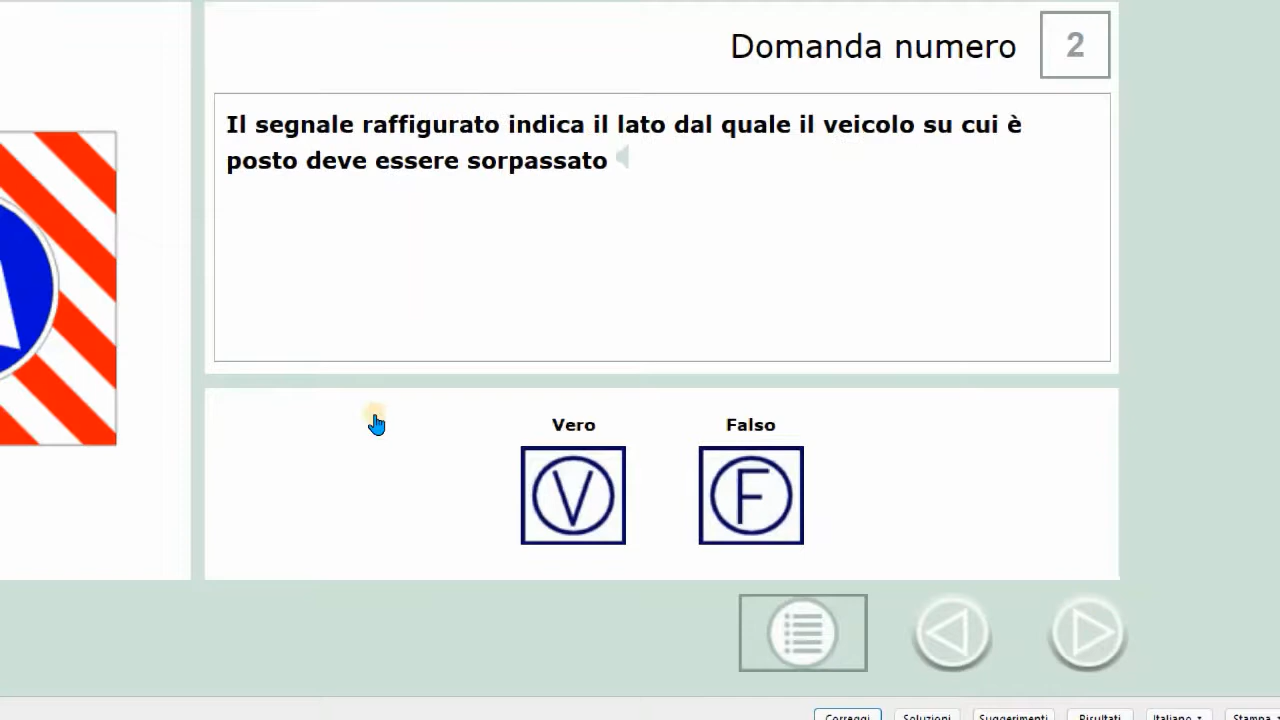 Domanda numero 2
Il segnale raffigurato indica il lato dal quale il veicolo su cui è
posto deve essere sorpassato
Vero Falso
V F
Correggi Soluzioni Suggerimenti Risultati Italiano Stampa